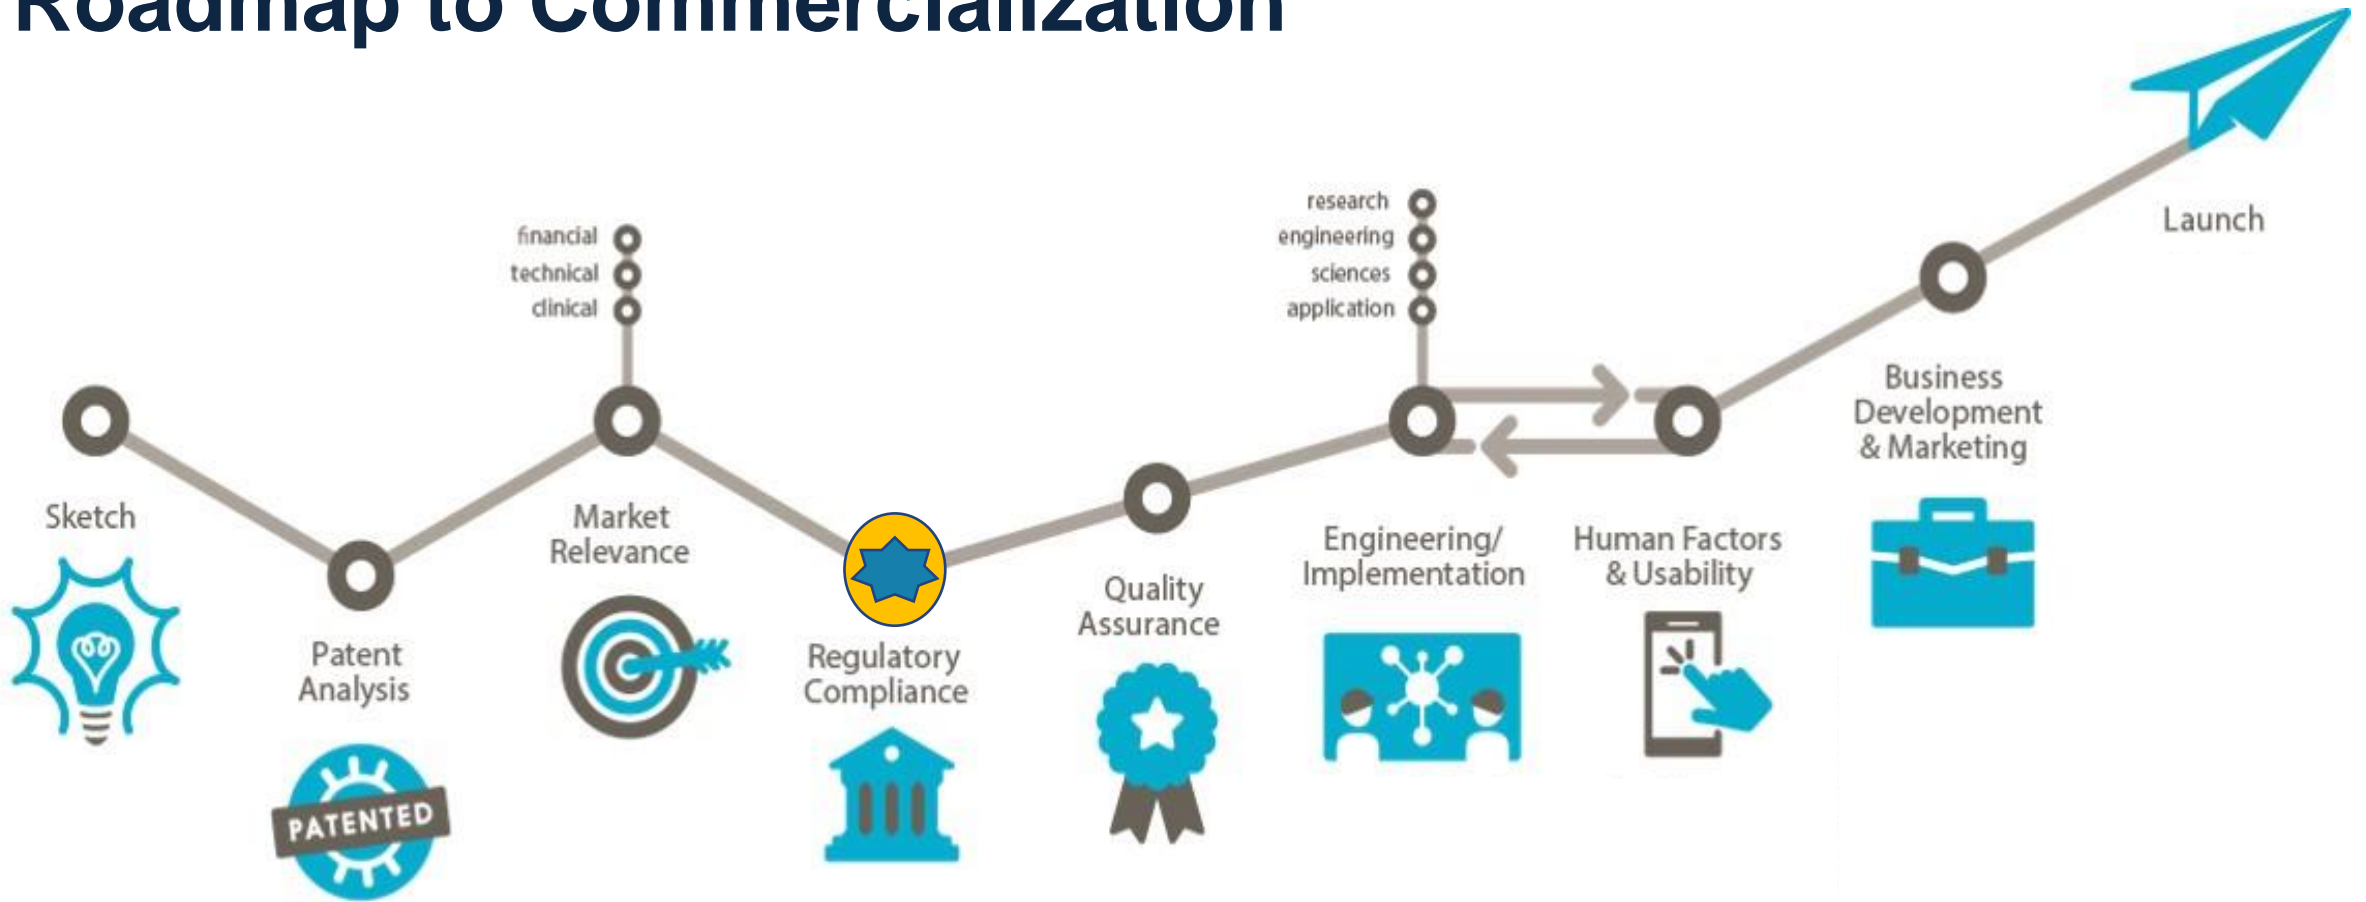 Roadmap to Commercialization
Sketch
Patent
Analysis
PATENTED
financial
technical
clinical
Market
Relevance
Regulatory
Compliance
Quality
Assurance
research
engineering
sciences
application
Engineering/
Implementation
Human Factors
& Usability
Business
Development
& Marketing
Launch